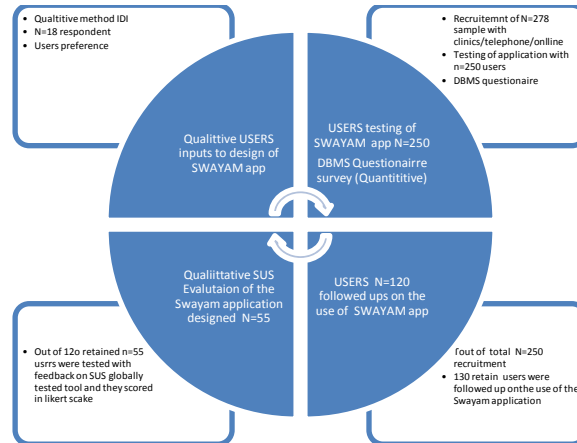 • Qualtitive method IDI
• N=18 respondent
• Users preference
• Recruitemnt of N=278
sample with
clinics/telephone/onlline
• Testing of application with
n=250 users
• DBMS questionaire
Qualittive USERS
inputs to design of
SWAYAM app
USERS testing of
SWAYAM app N=250
DBMS Questionairre
survey (Quantititive)
Qualiittative SUS
Evalutaion of the
Swayam application
designed N=55
USERS N=120
followed ups on the
use of SWAYAM app
• Out of 12o retained n=55
usrrs were tested with
feedback on SUS globally
tested tool and they scored
in likert scake
Tout of total N=250
recruitment
• 130 retain users were
followed up onthe use of the
Swayam application